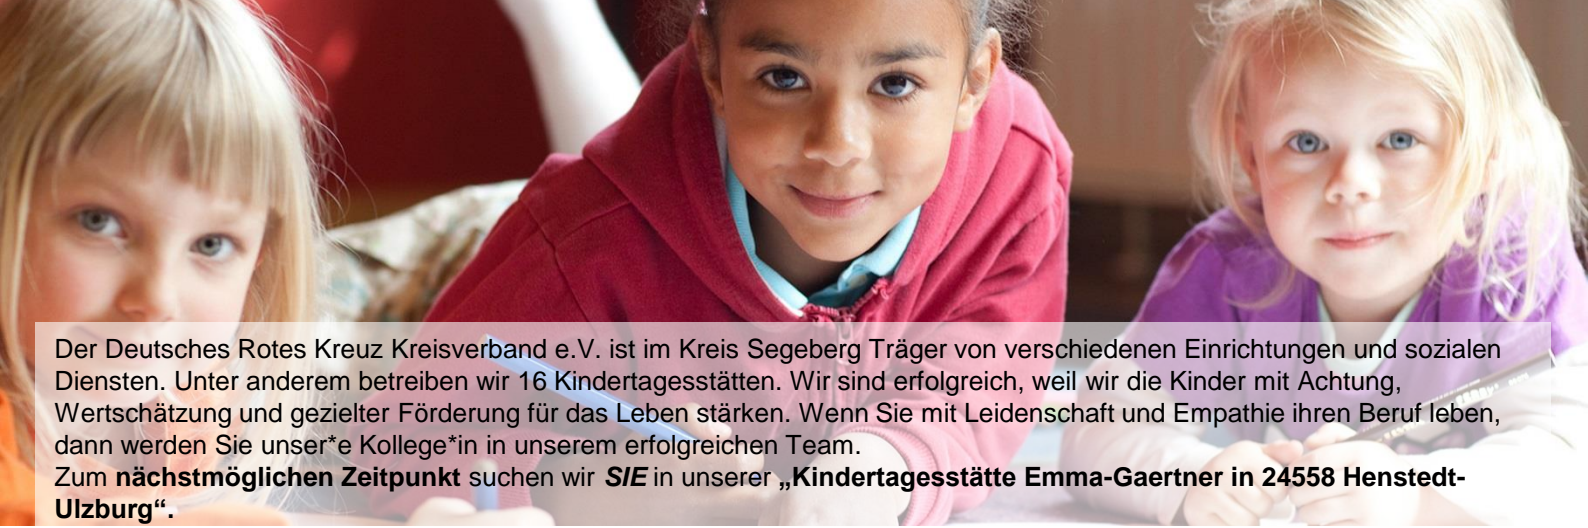 Der Deutsches Rotes Kreuz Kreisverband e.V. ist im Kreis Segeberg Träger von verschiedenen Einrichtungen und sozialen
Diensten. Unter anderem betreiben wir 16 Kindertagesstätten. Wir sind erfolgreich, weil wir die Kinder mit Achtung,
Wertschätzung und gezielter Förderung für das Leben stärken. Wenn Sie mit Leidenschaft und Empathie ihren Beruf leben,
dann werden Sie unser*e Kollege*in in unserem erfolgreichen Team.
Zum nächstmöglichen Zeitpunkt suchen wir SIE in unserer „Kindertagesstätte Emma-Gaertner in 24558 Henstedt-
Ulzburg“.